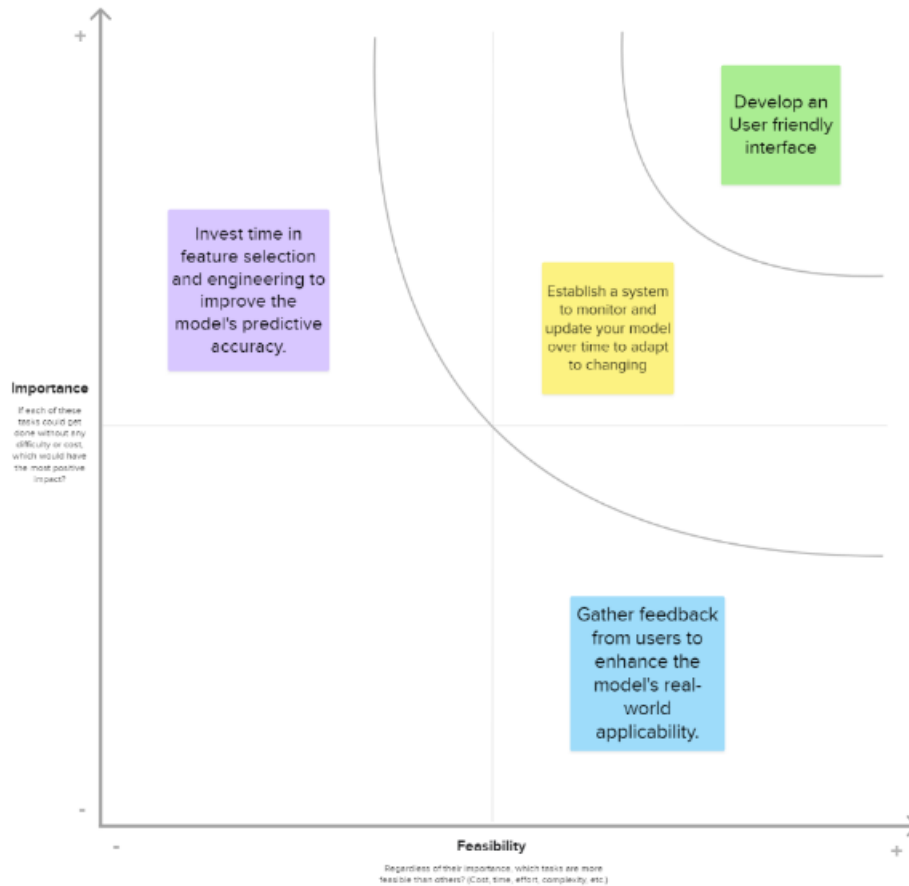 +
Develop an
User friendly
interface
Invest time in
feature selection
and engineering to
improve the
model's predictive
accuracy.
Establish a system
to monitor and
update your model
over time to adapt
to changing
Importance
If each of these
tasks could get
done without any
difficulty or cost,
which would have
the most positive
impact?
Gather feedback
from users to
enhance the
model's real-
world
applicability.
-
-
Feasibility
+
Regardless of their importance, which tasks are more
feasible than others? (Cost, time, effort, complexity, etc.)